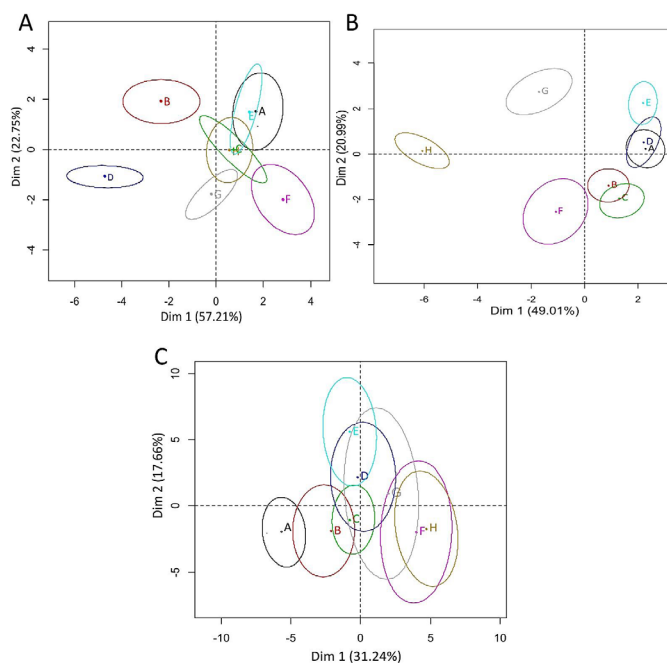 A
B
4
2
0
-2
-4
Dim 2 (22.75%)
B
A
E
H
C
D
G
F
-6
-4
-2
0
2
4
Dim 1 (57.21%)
4
2
0
-2
-4
Dim 2 (20.99%)
G
E
D
A
H
B
C
F
-6
-4
-2
0
2
Dim 1 (49.01%)
C
10
5
0
-5
Dim 2 (17.66%)
E
D
G
A
B
C
F
H
-10
-5
0
5
10
Dim 1 (31.24%)